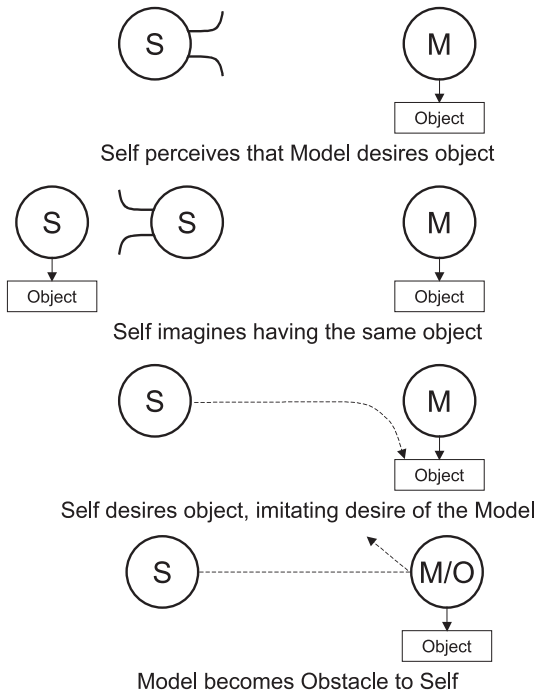 S M
Object
Self perceives that Model desires object
S S M
Object Object
Self imagines having the same object
S M
Object
Self desires object, imitating desire of the Model
S M/O
Object
Model becomes Obstacle to Self